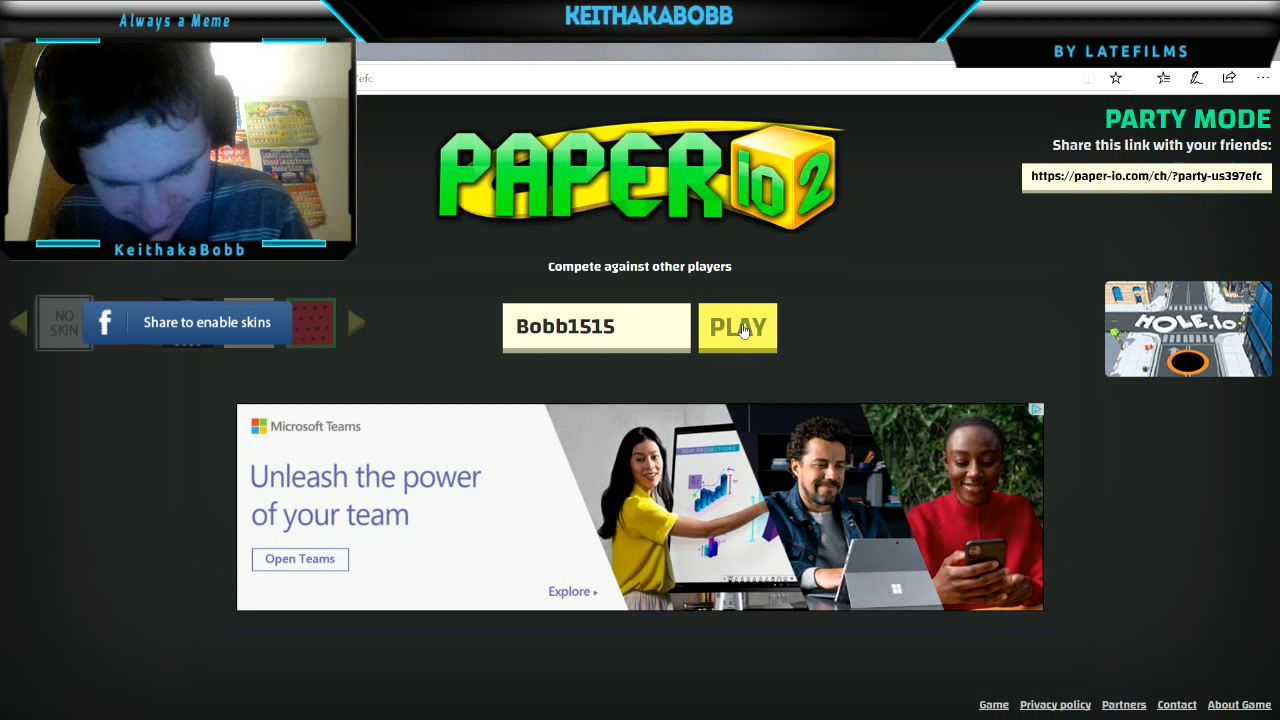 Always a Meme
KEITHAKABOBB
BY LATEFILMS
efc
KeithakaBobb
PAPER io 2
PARTY MODE
Share this link with your friends:
https://paper-io.com/ch/?party-us397efc
Compete against other players
NO
SKIN
f Share to enable skins
Bobb1515
PLAY
HOLE.io
Microsoft Teams
Unleash the power
of your team
Open Teams
Explore
Game Privacy policy Partners Contact About Game